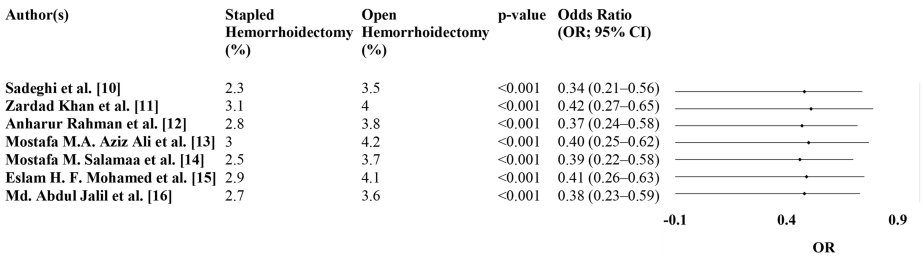 Author(s) Stapled Open p-value Odds Ratio
Hemorrhoidectomy Hemorrhoidectomy (OR; 95% CI)
(%) (%)
Sadeghi et al. [10] 2.3 3.5 <0.001 0.34 (0.21–0.56)
Zardad Khan et al. [11] 3.1 4 <0.001 0.42 (0.27–0.65)
Anharur Rahman et al. [12] 2.8 3.8 <0.001 0.37 (0.24–0.58)
Mostafa M.A. Aziz Ali et al. [13] 3 4.2 <0.001 0.40 (0.25–0.62)
Mostafa M. Salamaa et al. [14] 2.5 3.7 <0.001 0.39 (0.22–0.58)
Eslam H. F. Mohamed et al. [15] 2.9 4.1 <0.001 0.41 (0.26–0.63)
Md. Abdul Jalil et al. [16] 2.7 3.6 <0.001 0.38 (0.23–0.59)
-0.1 0.4 0.9
OR